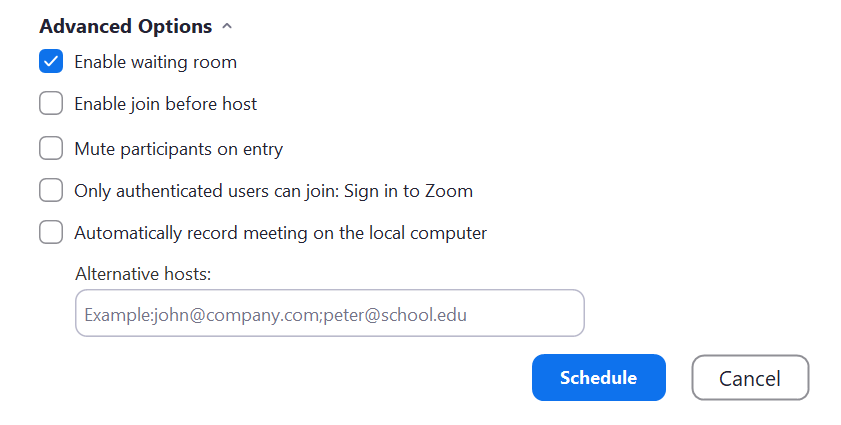 Advanced Options
Enable waiting room
Enable join before host
Mute participants on entry
Only authenticated users can join: Sign in to Zoom
Automatically record meeting on the local computer
Alternative hosts:
Example:john@company.com;peter@school.edu
Schedule Cancel